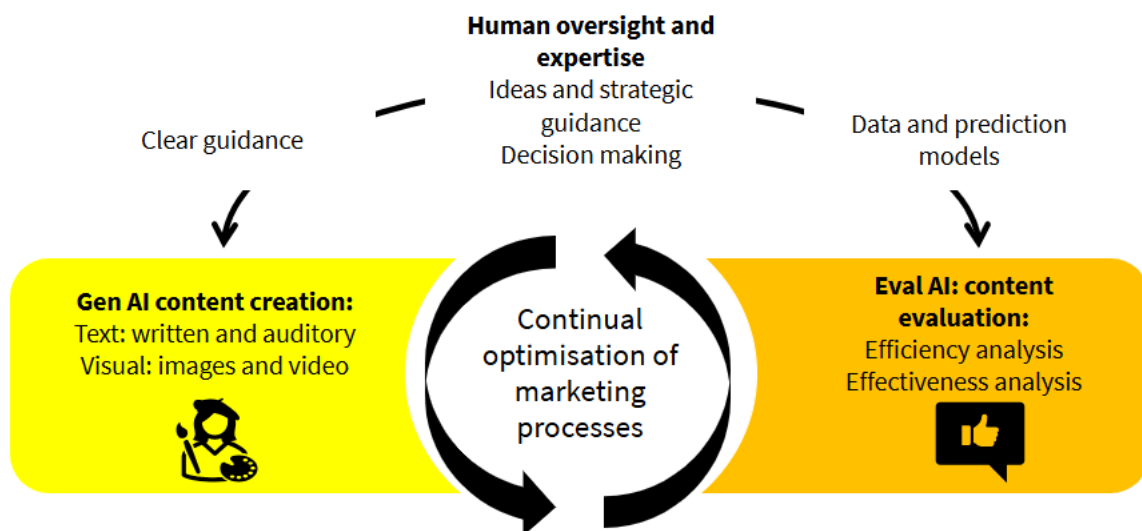 Human oversight and
expertise
Ideas and strategic
guidance
Decision making
Clear guidance
Data and prediction
models
Gen AI content creation:
Text: written and auditory
Visual: images and video
Continual
optimisation of
marketing
processes
Eval AI: content
evaluation:
Efficiency analysis
Effectiveness analysis